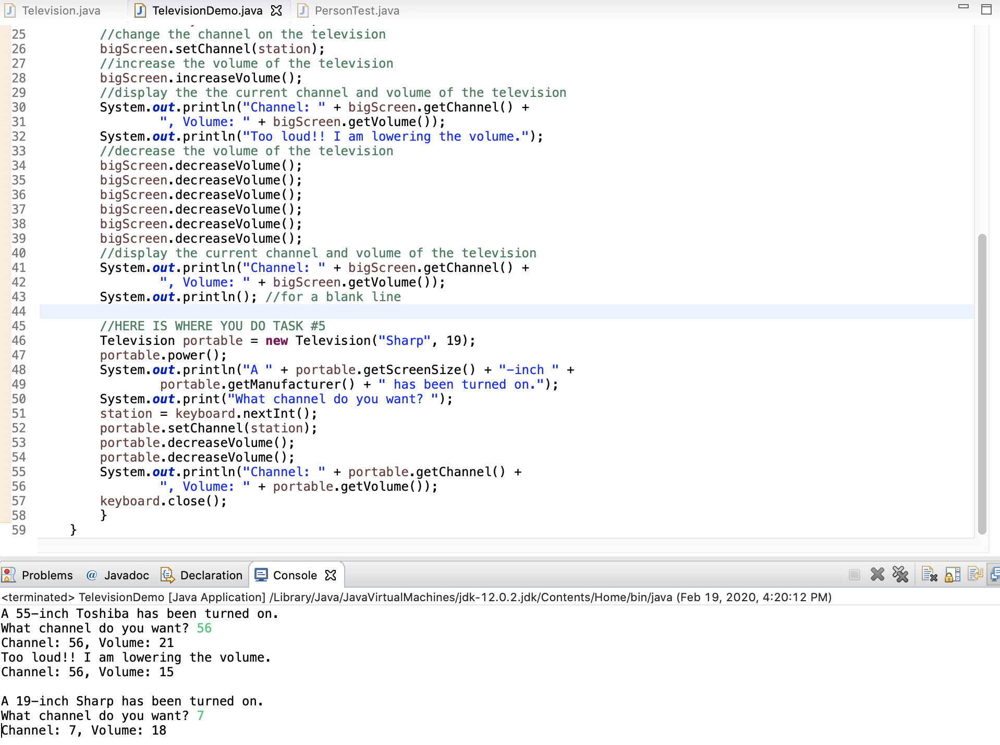 Television.java TelevisionDemo.java PersonTest.java
25 //change the channel on the television
26 bigScreen.setChannel(station);
27 //increase the volume of the television
28 bigScreen.increaseVolume();
29 //display the the current channel and volume of the television
30 System.out.println("Channel: " + bigScreen.getChannel() +
31 ", Volume: " + bigScreen.getVolume());
32 System.out.println("Too loud!! I am lowering the volume.");
33 //decrease the volume of the television
34 bigScreen.decreaseVolume();
35 bigScreen.decreaseVolume();
36 bigScreen.decreaseVolume();
37 bigScreen.decreaseVolume();
38 bigScreen.decreaseVolume();
39 bigScreen.decreaseVolume();
40 //display the current channel and volume of the television
41 System.out.println("Channel: " + bigScreen.getChannel() +
42 ", Volume: " + bigScreen.getVolume());
43 System.out.println(); //for a blank line
44
45 //HERE IS WHERE YOU DO TASK #5
46 Television portable = new Television("Sharp", 19);
47 portable.power();
48 System.out.println("A " + portable.getScreenSize() + "-inch " +
49 portable.getManufacturer() + " has been turned on.");
50 System.out.print("What channel do you want? ");
51 station = keyboard.nextInt();
52 portable.setChannel(station);
53 portable.decreaseVolume();
54 portable.decreaseVolume();
55 System.out.println("Channel: " + portable.getChannel() +
56 ", Volume: " + portable.getVolume());
57 keyboard.close();
58 }
59 }
Problems @ Javadoc Declaration Console
<terminated> TelevisionDemo [Java Application] /Library/Java/JavaVirtualMachines/jdk-12.0.2.jdk/Contents/Home/bin/java (Feb 19, 2020, 4:20:12 PM)
A 55-inch Toshiba has been turned on.
What channel do you want? 56
Channel: 56, Volume: 21
Too loud!! I am lowering the volume.
Channel: 56, Volume: 15
A 19-inch Sharp has been turned on.
What channel do you want? 7
Channel: 7, Volume: 18